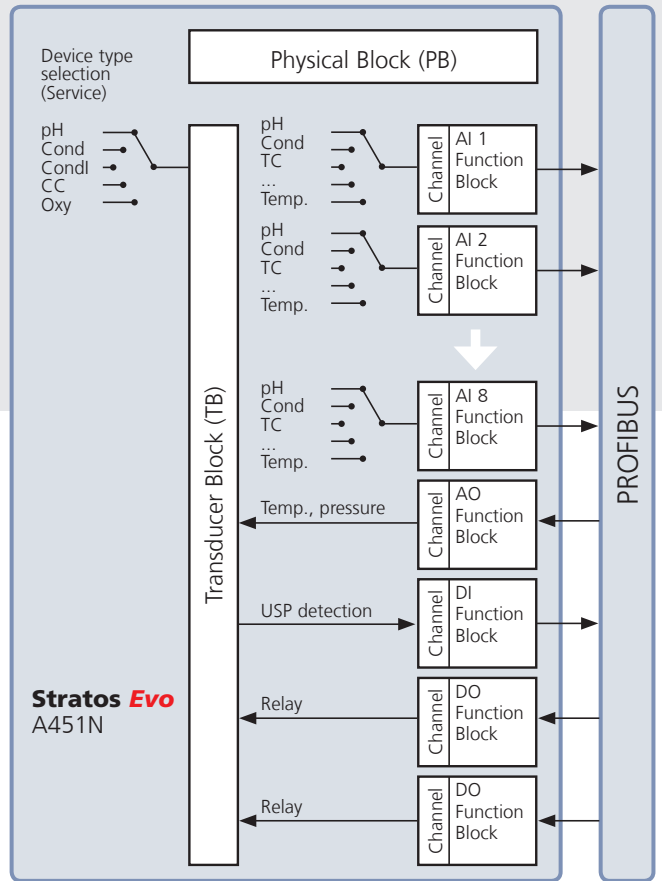 Device type
selection
(Service)
Physical Block (PB)
pH
Cond
CondI
CC
Oxy
Transducer Block (TB)
pH
Cond
TC
...
Temp.
Channel
AI 1
Function
Block
pH
Cond
TC
...
Temp.
Channel
AI 2
Function
Block
pH
Cond
TC
...
Temp.
Channel
AI 8
Function
Block
Temp., pressure
Channel
AO
Function
Block
USP detection
Channel
DI
Function
Block
Relay
Channel
DO
Function
Block
Relay
Channel
DO
Function
Block
Stratos Evo
A451N
PROFIBUS